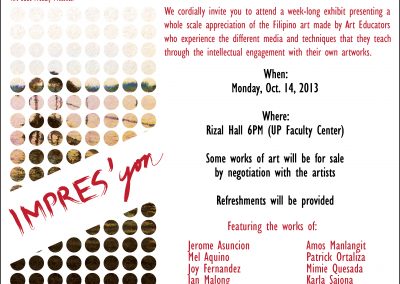 We cordially invite you to attend a week-long exhibit presenting a
whole scale appreciation of the Filipino art made by Art Educators
who experience the different media and techniques that they teach
through the intellectual engagement with their own artworks.
When:
Monday, Oct. 14, 2013
Where:
Rizal Hall 6PM (UP Faculty Center)
Some works of art will be for sale
by negotiation with the artists
Refreshments will be provided
IMPRES'yon
Featuring the works of:
Jerome Asuncion
Mel Aquino
Joy Fernandez
Ian Malong
Amos Manlangit
Patrick Ortaliza
Mimie Quesada
Karla Sajona